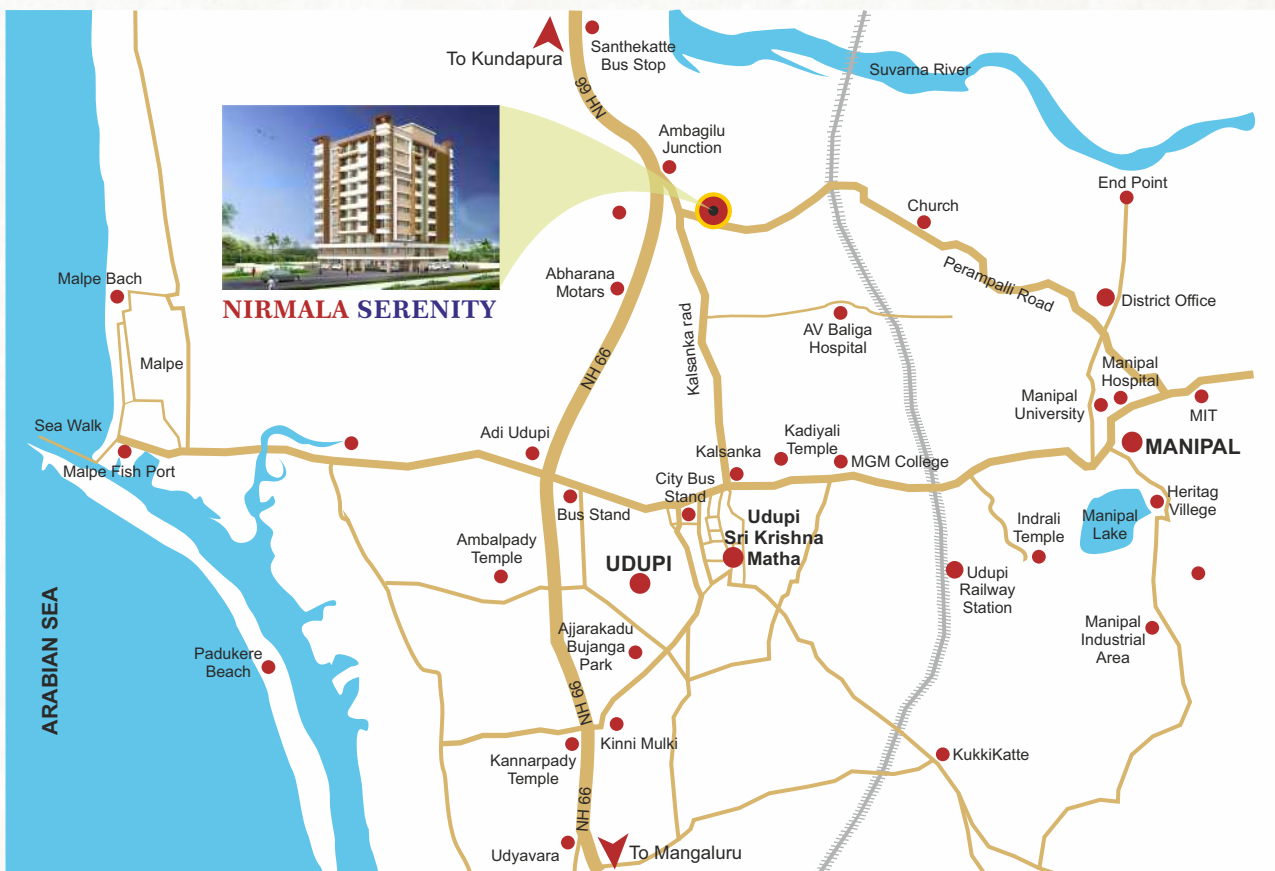 To Kundapura
Santhekatte
Bus Stop
NH 66
Suvarna River
Ambagilu
Junction
End Point
Church
Perampalli Road
District Office
Abharana
Motars
NIRMALA SERENITY
Malpe Bach
Malpe
AV Baliga
Hospital
Kalsanka rad
NH 66
Manipal
Hospital
Manipal
University
MIT
MANIPAL
Sea Walk
Malpe Fish Port
Adi Udupi
Kalsanka
Kadiyali
Temple
MGM College
City Bus
Stand
Bus Stand
Udupi
Sri Krishna
Matha
Heritag
Villege
Manipal
Lake
Indrali
Temple
Ambalpady
Temple
UDUPI
Udupi
Railway
Station
ARABIAN SEA
Padukere
Beach
Ajjarakadu
Bujanga
Park
Manipal
Industrial
Area
NH 66
Kinni Mulki
Kannarpady
Temple
KukkiKatte
NH 66
Udyavara
To Mangaluru